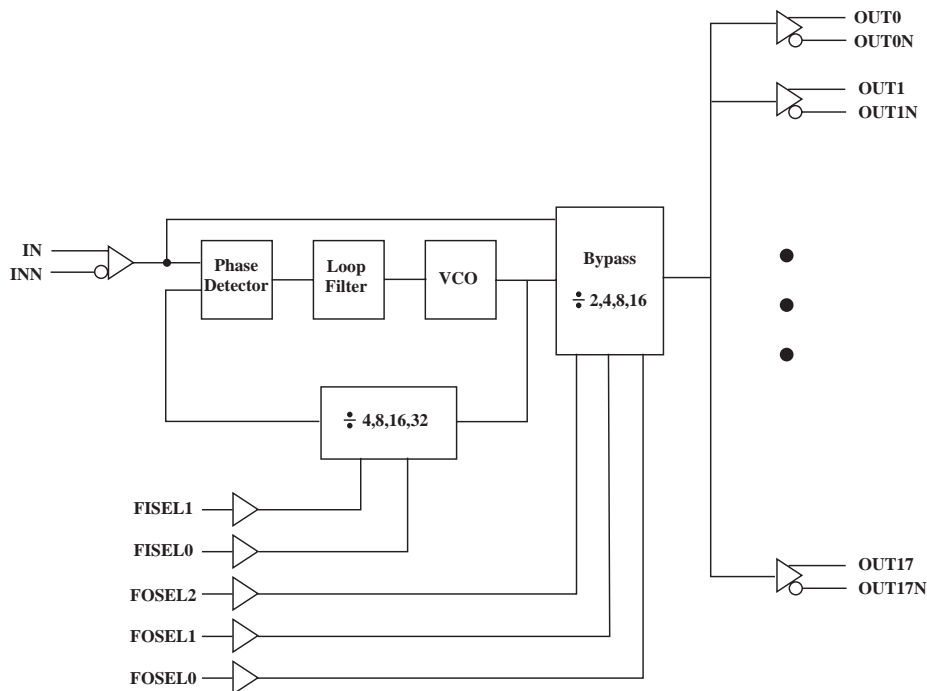 OUT0
OUT0N
OUT1
OUT1N
IN
INN
Phase
Detector
Loop
Filter
VCO
Bypass
÷ 2,4,8,16
÷ 4,8,16,32
FISEL1
FISEL0
FOSEL2
FOSEL1
FOSEL0
OUT17
OUT17N